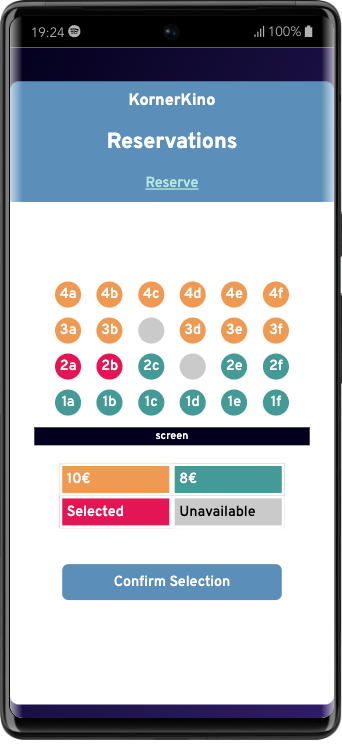 19:24 100%
KornerKino
Reservations
Reserve
4a 4b 4c 4d 4e 4f
3a 3b 3d 3e 3f
2a 2b 2c 2e 2f
1a 1b 1c 1d 1e 1f
screen
10€ 8€
Selected Unavailable
Confirm Selection